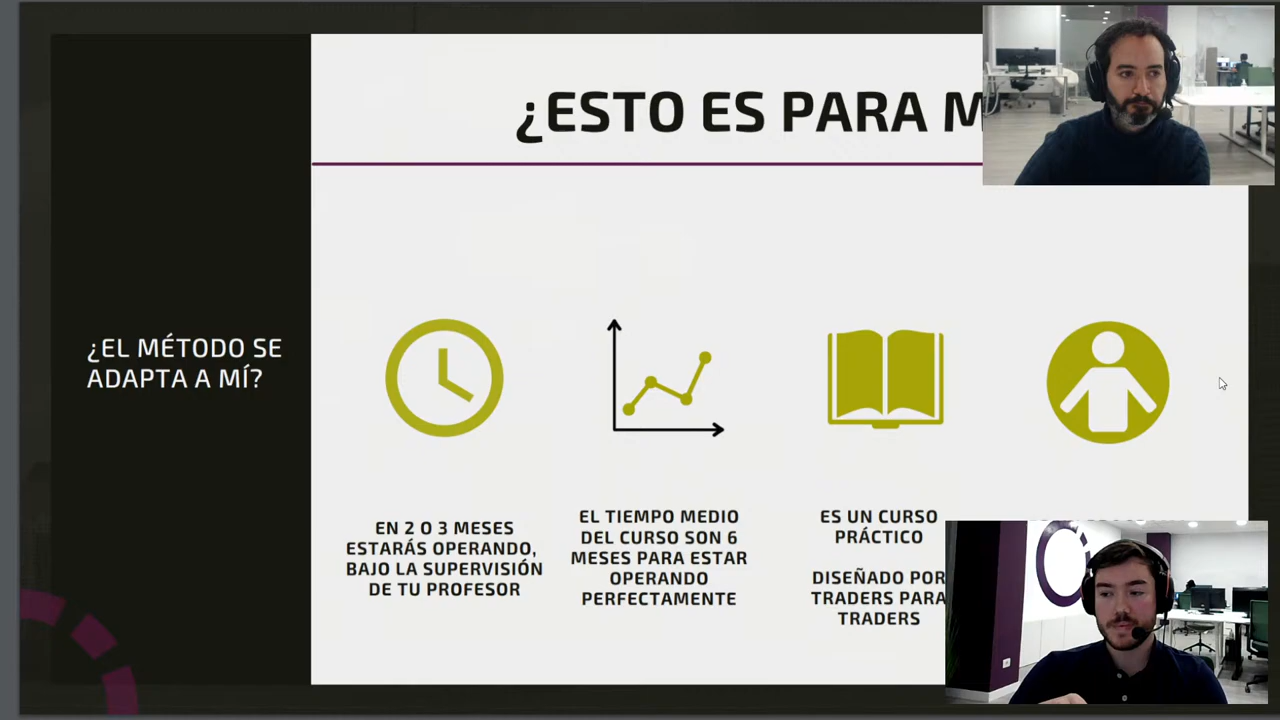 ¿ESTO ES PARA M
¿EL MÉTODO SE
ADAPTA A MÍ?
EN 2 O 3 MESES
ESTARÁS OPERANDO,
BAJO LA SUPERVISIÓN
DE TU PROFESOR
EL TIEMPO MEDIO
DEL CURSO SON 6
MESES PARA ESTAR
OPERANDO
PERFECTAMENTE
ES UN CURSO
PRÁCTICO
DISEÑADO POR
TRADERS PARA
TRADERS